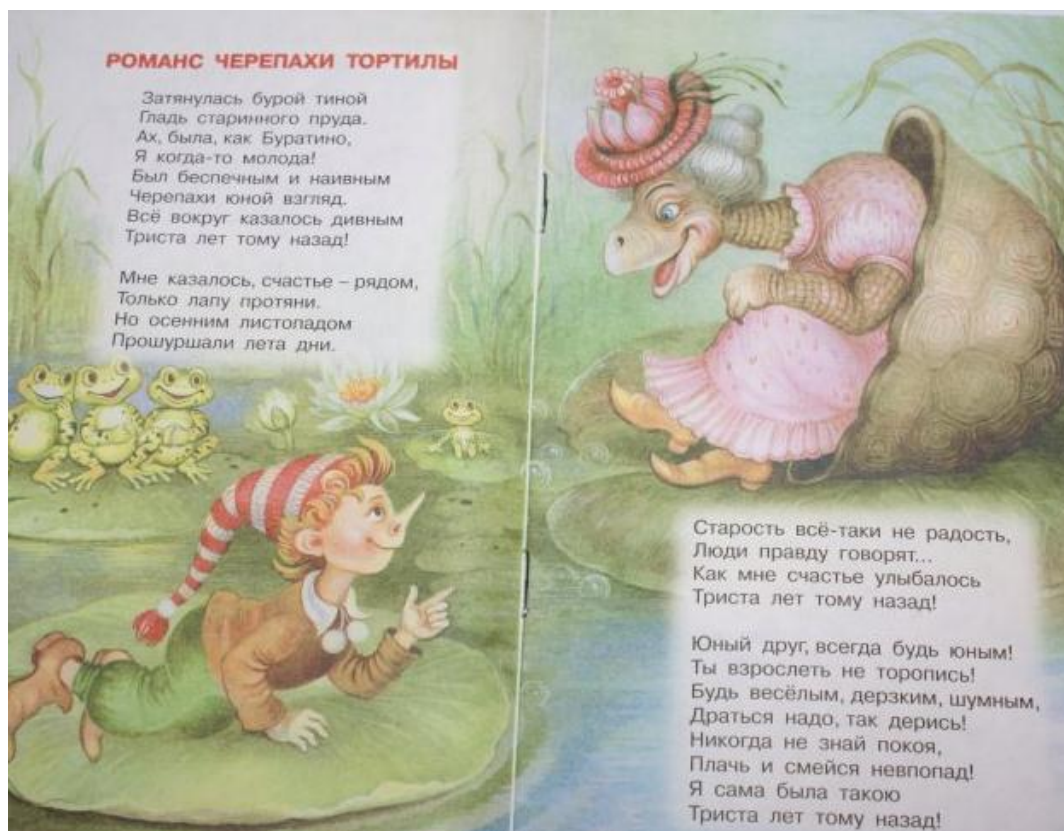 РОМАНС ЧЕРЕПАХИ ТОРТИЛЫ
Затянулась бурой тиной
Гладь старинного пруда.
Ах, была, как Буратино,
Я когда-то молода!
Был беспечным и наивным
Черепахи юной взгляд.
Всё вокруг казалось дивным
Триста лет тому назад!
Мне казалось, счастье – рядом,
Только лапу протяни.
Но осенним листопадом
Прошуршали лета дни.
Старость всё-таки не радость,
Люди правду говорят...
Как мне счастье улыбалось
Триста лет тому назад!
Юный друг, всегда будь юным!
Ты взрослеть не торопись!
Будь весёлым, дерзким, шумным,
Драться надо, так дерись!
Никогда не знай покоя,
Плачь и смейся невпопад!
Я сама была такою
Триста лет тому назад!